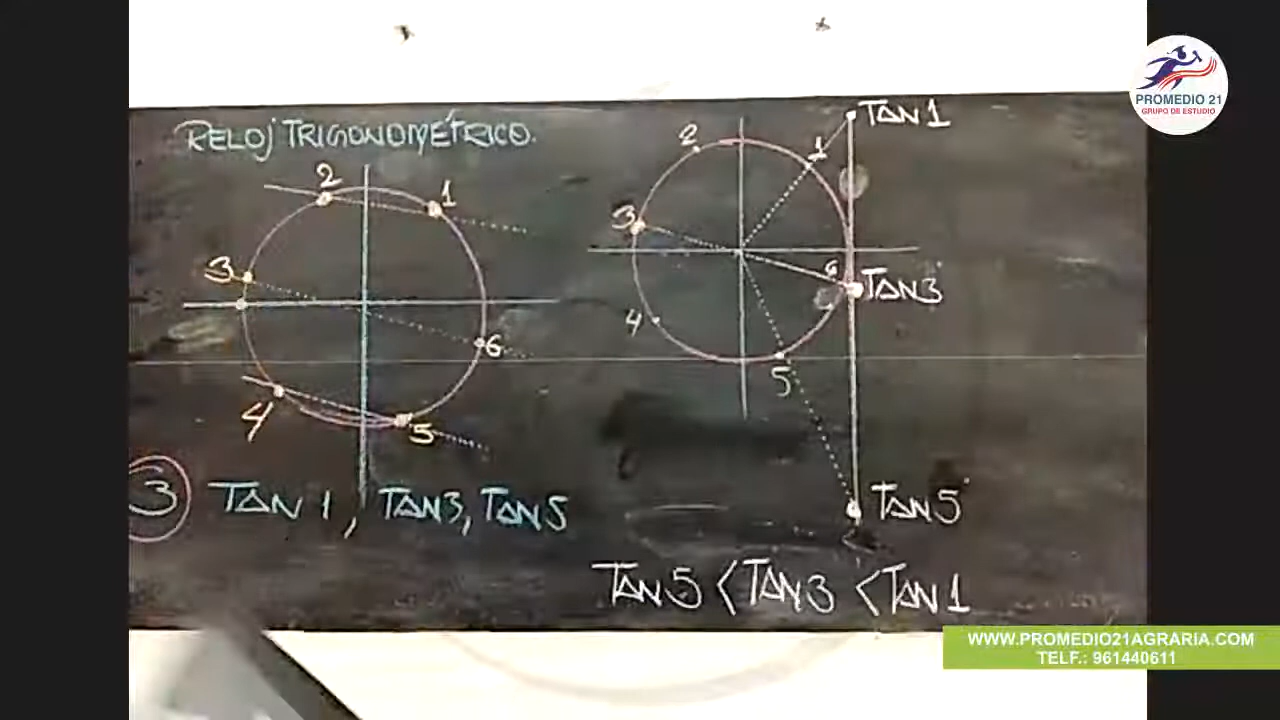 RELOJ TRIGONOMÉTRICO.
2
1
3
6
4
5
3 TAN 1, TAN3, TAN5
TAN 1
2
1
3
6
TAN3
4
5
TAN5
TAN5 < TAN3 < TAN1
PROMEDIO 21
GRUPO DE ESTUDIO
WWW.PROMEDIO21AGRARIA.COM
TELF.: 961440611